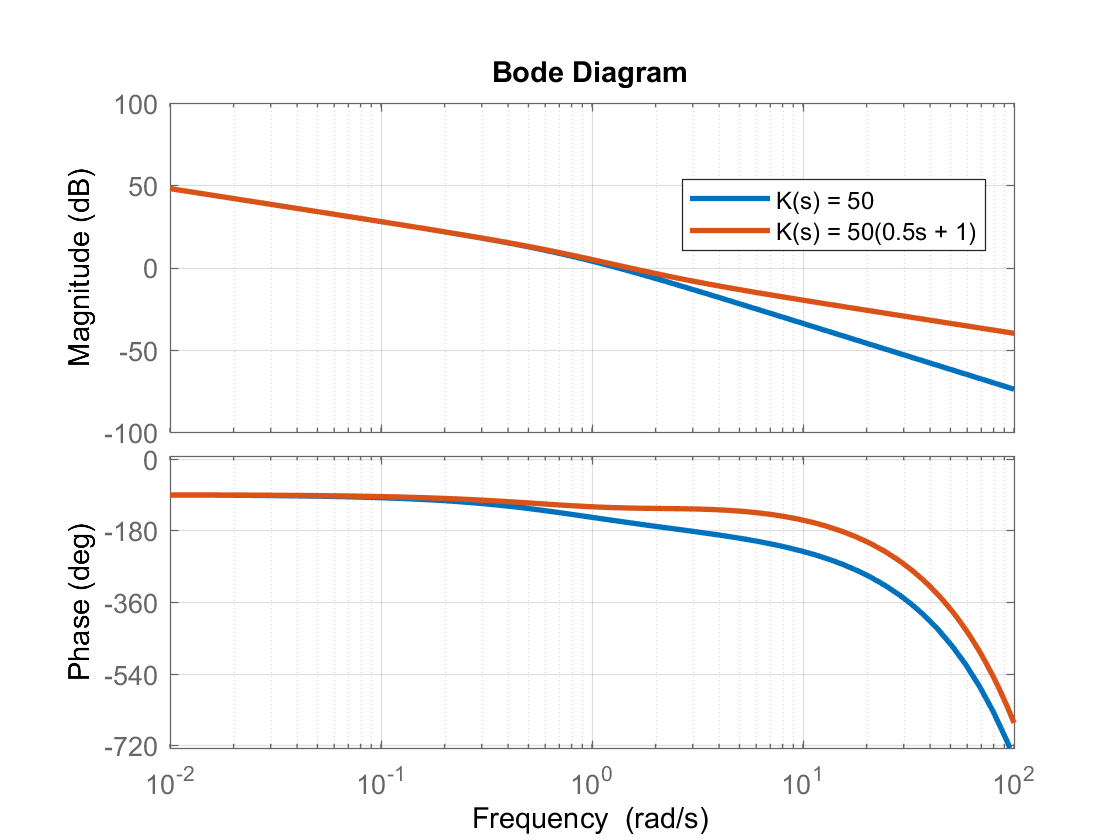 Bode Diagram
100
50
0
-50
-100
Magnitude (dB)
K(s) = 50
K(s) = 50(0.5s + 1)
0
-180
-360
-540
-720
Phase (deg)
10^-2 10^-1 10^0 10^1 10^2
Frequency (rad/s)